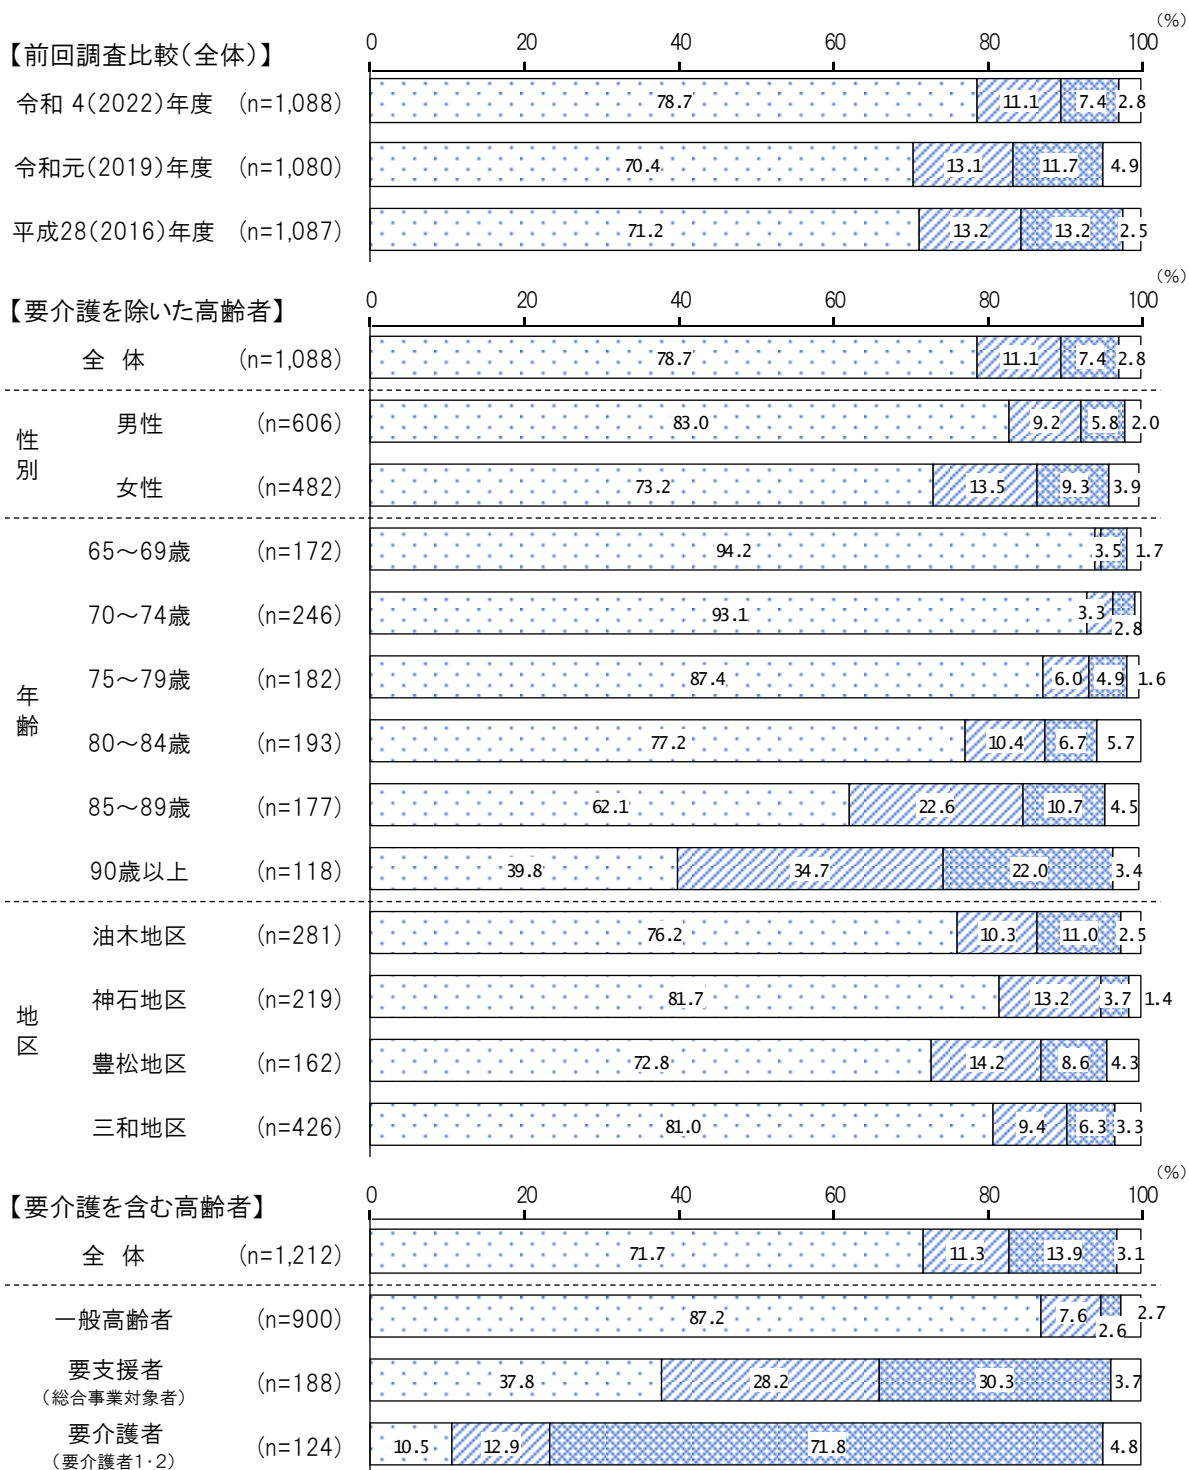 (%)
【前回調査比較(全体)】 0 20 40 60 80 100
令和 4(2022)年度 (n=1,088) 78.7 11.1 7.4 2.8
令和元(2019)年度 (n=1,080) 70.4 13.1 11.7 4.9
平成28(2016)年度 (n=1,087) 71.2 13.2 13.2 2.5
(%)
【要介護を除いた高齢者】 0 20 40 60 80 100
全 体 (n=1,088) 78.7 11.1 7.4 2.8
性別
男性 (n=606) 83.0 9.2 5.8 2.0
女性 (n=482) 73.2 13.5 9.3 3.9
年齢
65～69歳 (n=172) 94.2 3.5 1.7
70～74歳 (n=246) 93.1 3.3 2.8
75～79歳 (n=182) 87.4 6.0 4.9 1.6
80～84歳 (n=193) 77.2 10.4 6.7 5.7
85～89歳 (n=177) 62.1 22.6 10.7 4.5
90歳以上 (n=118) 39.8 34.7 22.0 3.4
地区
油木地区 (n=281) 76.2 10.3 11.0 2.5
神石地区 (n=219) 81.7 13.2 3.7 1.4
豊松地区 (n=162) 72.8 14.2 8.6 4.3
三和地区 (n=426) 81.0 9.4 6.3 3.3
(%)
【要介護を含む高齢者】 0 20 40 60 80 100
全 体 (n=1,212) 71.7 11.3 13.9 3.1
一般高齢者 (n=900) 87.2 7.6 2.6 2.7
要支援者 (n=188) 37.8 28.2 30.3 3.7
(総合事業対象者)
要介護者 (n=124) 10.5 12.9 71.8 4.8
(要介護者1・2)